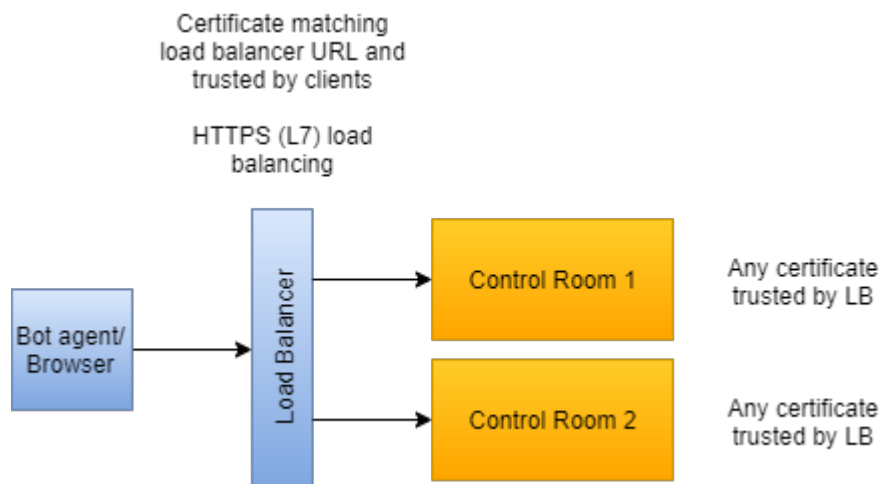 Certificate matching
load balancer URL and
trusted by clients
HTTPS (L7) load
balancing
Bot agent/
Browser
Load Balancer
Control Room 1
Any certificate
trusted by LB
Control Room 2
Any certificate
trusted by LB